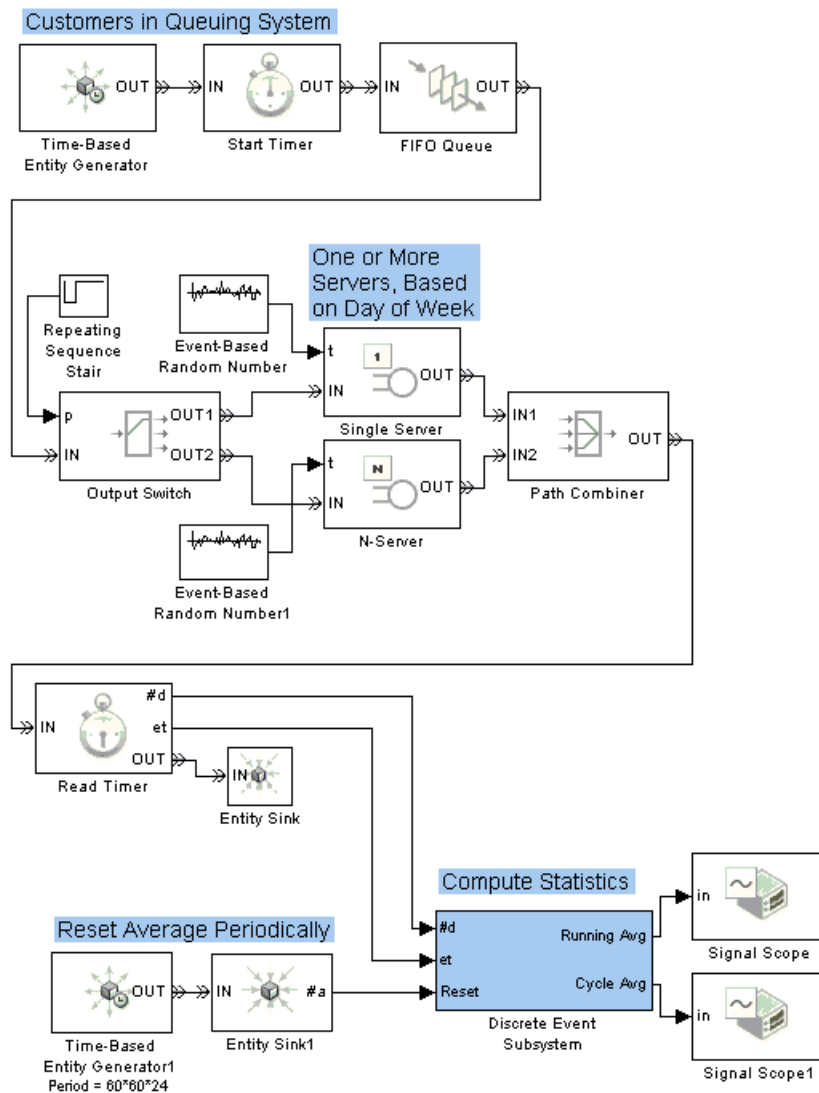 Customers in Queuing System
OUT
IN
OUT
IN
OUT
Time-Based
Entity Generator
Start Timer
FIFO Queue
One or More
Servers, Based
on Day of Week
Repeating
Sequence
Stair
Event-Based
Random Number
t
1
IN
OUT
Single Server
p
OUT1
IN
OUT2
Output Switch
t
N
IN
OUT
N-Server
IN1
IN2
OUT
Path Combiner
Event-Based
Random Number1
#d
IN
et
OUT
Read Timer
IN
Entity Sink
Compute Statistics
#d
Running Avg
et
Cycle Avg
Reset
Discrete Event
Subsystem
in
Signal Scope
in
Signal Scope1
Reset Average Periodically
OUT
IN
#a
Time-Based
Entity Generator1
Period = 60*60*24
Entity Sink1